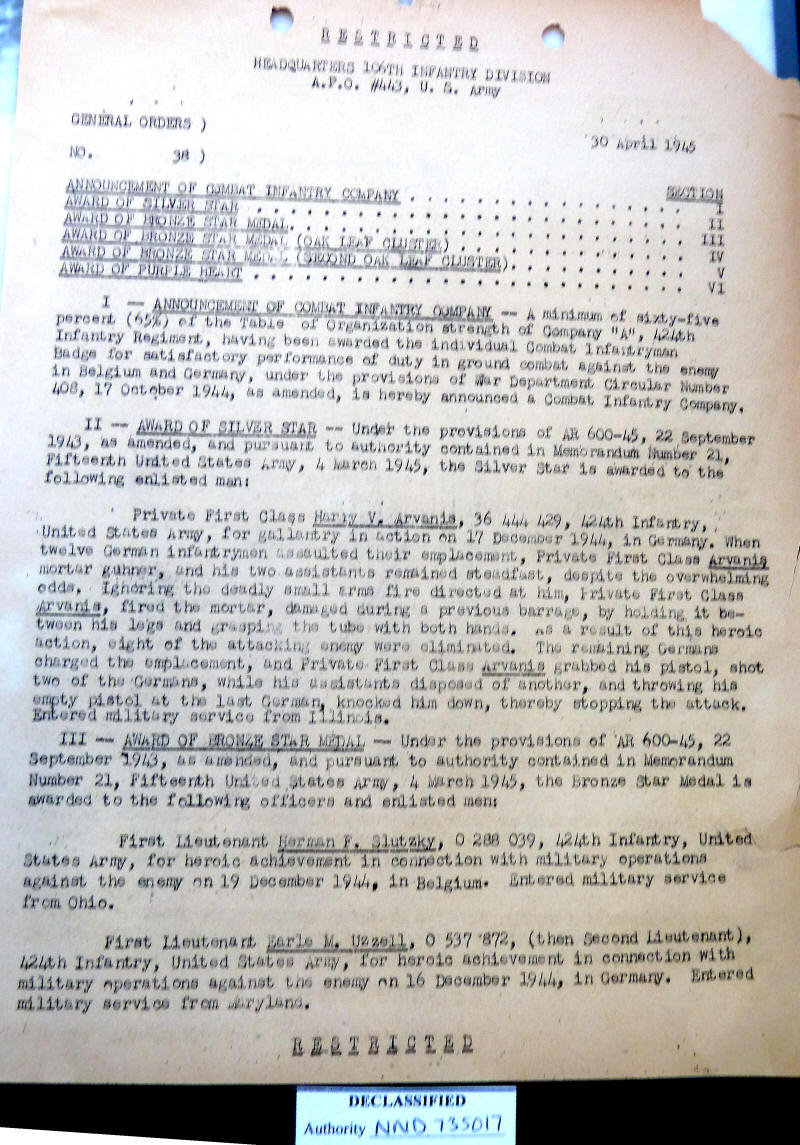 RESTRICTED
HEADQUARTERS 106TH INFANTRY DIVISION
A.P.O. #443, U. S. Army
GENERAL ORDERS )
30 April 1945
NO. 38 )
SECTION
ANNOUNCEMENT OF COMBAT INFANTRY COMPANY . . . . . . . . . . . . . . . . I
AWARD OF SILVER STAR . . . . . . . . . . . . . . . . . . . . . . . . . II
AWARD OF BRONZE STAR MEDAL. . . . . . . . . . . . . . . . . . . . . . . III
AWARD OF BRONZE STAR MEDAL (OAK LEAF CLUSTER) . . . . . . . . . . . . . IV
AWARD OF BRONZE STAR MEDAL (SECOND OAK LEAF CLUSTER). . . . . . . . . . V
AWARD OF PURPLE HEART . . . . . . . . . . . . . . . . . . . . . . . . . VI
I -- ANNOUNCEMENT OF COMBAT INFANTRY COMPANY -- A minimum of sixty-five
percent (65%) of the Table of Organization strength of Company "A", 424th
Infantry Regiment, having been awarded the individual Combat Infantryman
Badge for satisfactory performance of duty in ground combat against the enemy
in Belgium and Germany, under the provisions of War Department Circular Number
408, 17 October 1944, as amended, is hereby announced a Combat Infantry Company.
II -- AWARD OF SILVER STAR -- Under the provisions of AR 600-45, 22 September
1943, as amended, and pursuant to authority contained in Memorandum Number 21,
Fifteenth United States Army, 4 March 1945, the Silver Star is awarded to the
following enlisted man:
Private First Class Harry V. Arvanis, 36 444 429, 424th Infantry,
United States Army, for gallantry in action on 17 December 1944, in Germany. When
twelve German infantrymen assaulted their emplacement, Private First Class Arvanis
mortar gunner, and his two assistants remained steadfast, despite the overwhelming
odds. Ignoring the deadly small arms fire directed at him, Private First Class
Arvanis, fired the mortar, damaged during a previous barrage, by holding it be-
tween his legs and grasping the tube with both hands. As a result of this heroic
action, eight of the attacking enemy were eliminated. The remaining Germans
charged the emplacement, and Private First Class Arvanis grabbed his pistol, shot
two of the Germans, while his assistants disposed of another, and throwing his
empty pistol at the last German, knocked him down, thereby stopping the attack.
Entered military service from Illinois.
III -- AWARD OF BRONZE STAR MEDAL -- Under the provisions of AR 600-45, 22
September 1943, as amended, and pursuant to authority contained in Memorandum
Number 21, Fifteenth United States Army, 4 March 1945, the Bronze Star Medal is
awarded to the following officers and enlisted men:
First Lieutenant Herman F. Slutzky, O 288 039, 424th Infantry, United
States Army, for heroic achievement in connection with military operations
against the enemy on 19 December 1944, in Belgium. Entered military service
from Ohio.
First Lieutenant Earle M. Uzzell, O 537 872, (then Second Lieutenant),
424th Infantry, United States Army, for heroic achievement in connection with
military operations against the enemy on 16 December 1944, in Germany. Entered
military service from Maryland.
RESTRICTED
DECLASSIFIED
Authority NND 735017